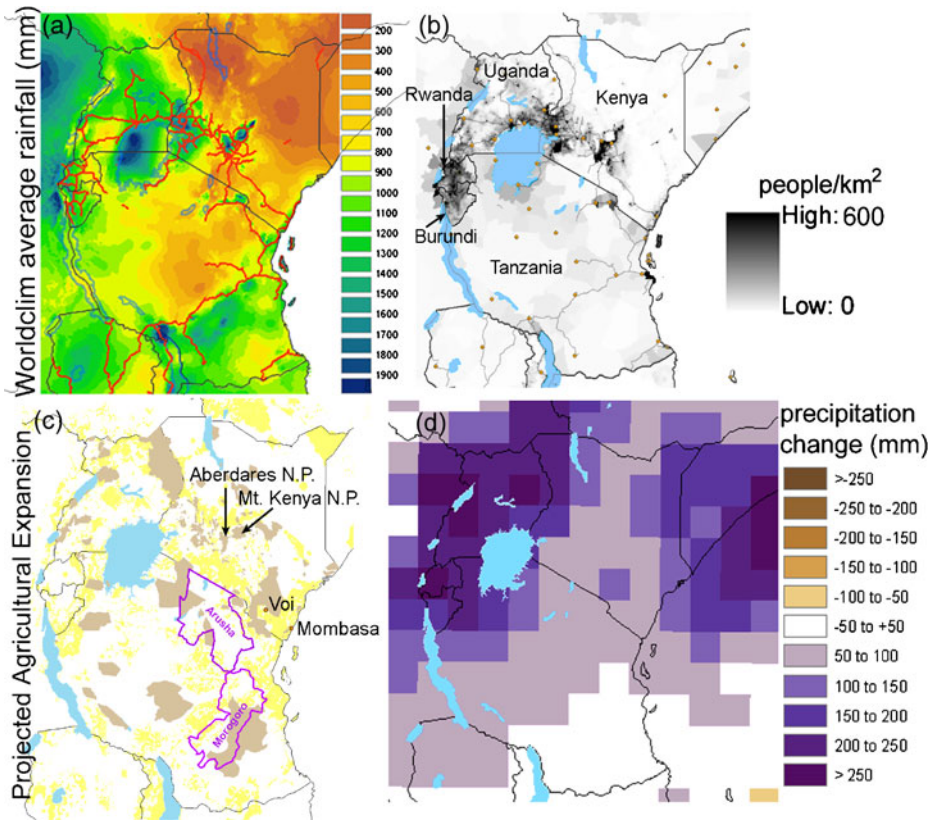 (a)
Worldclim average rainfall (mm)
200
300
400
500
600
700
800
900
1000
1100
1200
1300
1400
1500
1600
1700
1800
1900
(b)
Uganda
Rwanda
Kenya
Burundi
Tanzania
people/km²
High: 600
Low: 0
(c)
Projected Agricultural Expansion
Aberdares N.P.
Mt. Kenya N.P.
Voi
Mombasa
Arusha
Morogoro
(d)
precipitation
change (mm)
>-250
-250 to -200
-200 to -150
-150 to -100
-100 to -50
-50 to +50
50 to 100
100 to 150
150 to 200
200 to 250
> 250